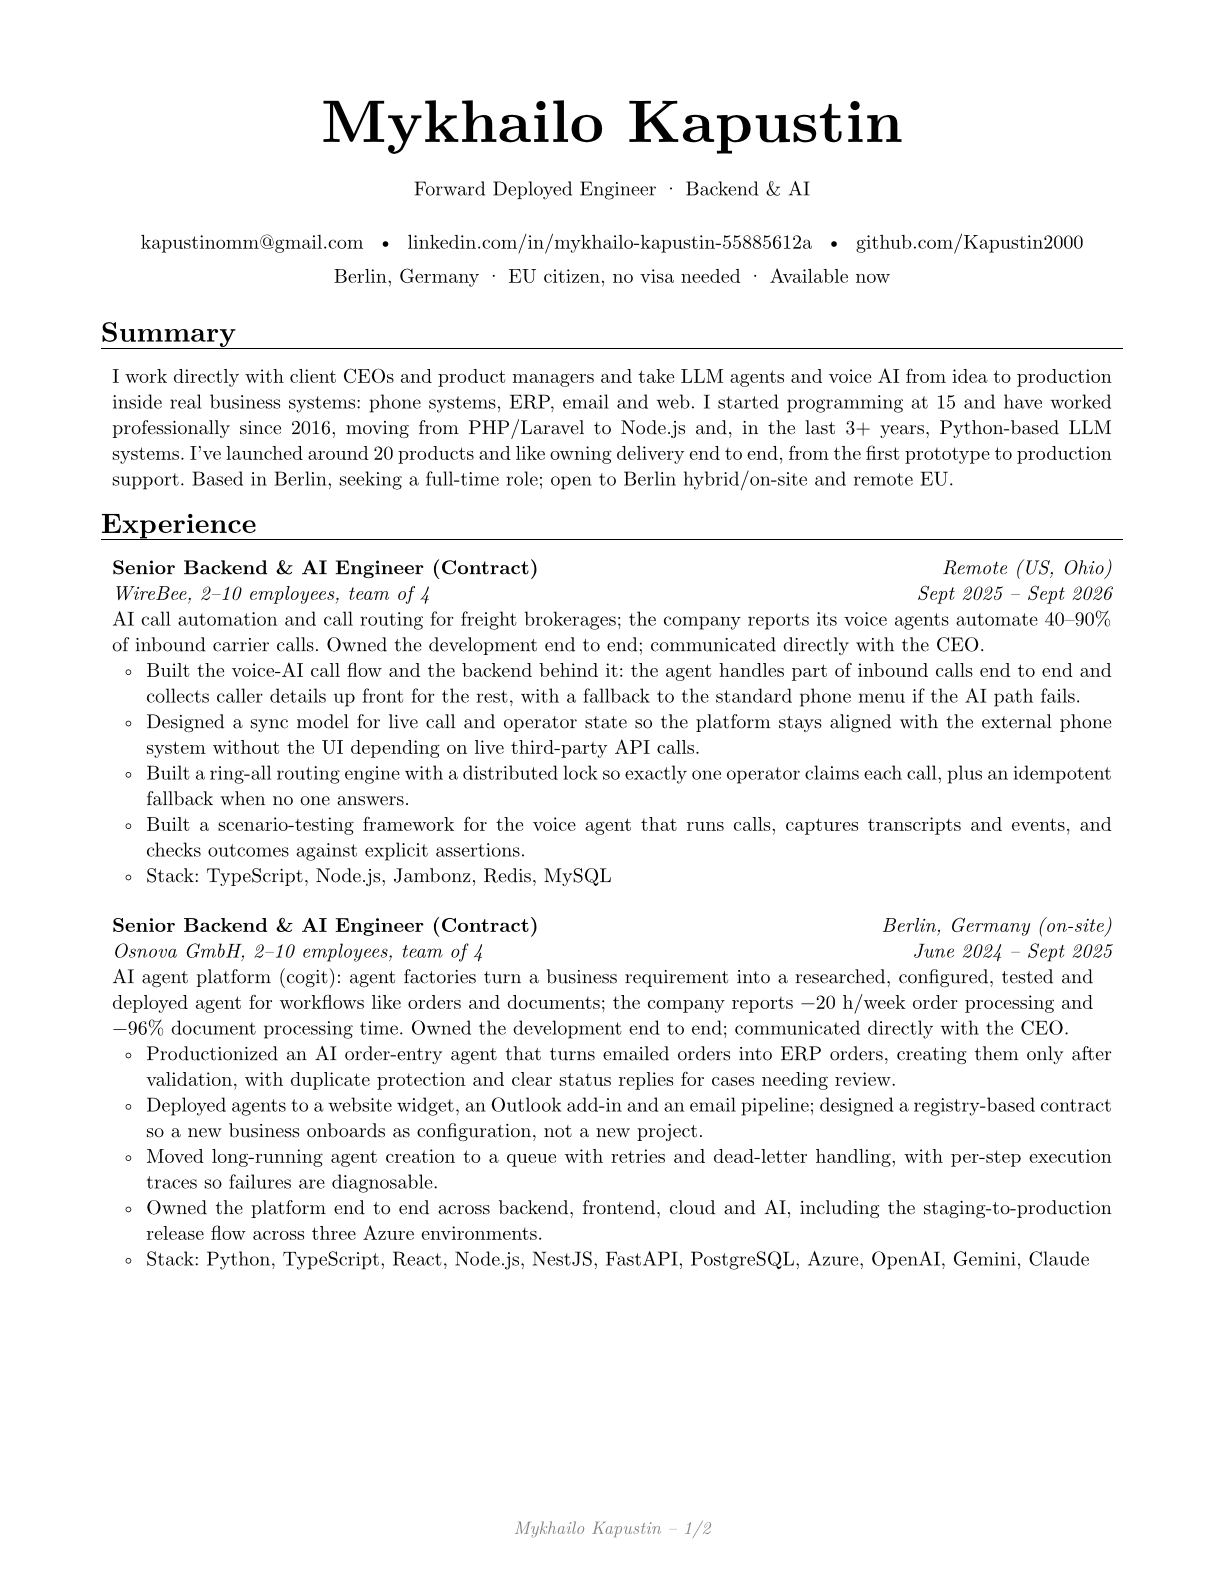 Mykhailo Kapustin
Forward Deployed Engineer · Backend & AI
kapustinomm@gmail.com • linkedin.com/in/mykhailo-kapustin-55885612a • github.com/Kapustin2000
Berlin, Germany · EU citizen, no visa needed · Available now
Summary
I work directly with client CEOs and product managers and take LLM agents and voice AI from idea to production
inside real business systems: phone systems, ERP, email and web. I started programming at 15 and have worked
professionally since 2016, moving from PHP/Laravel to Node.js and, in the last 3+ years, Python-based LLM
systems. I've launched around 20 products and like owning delivery end to end, from the first prototype to production
support. Based in Berlin, seeking a full-time role; open to Berlin hybrid/on-site and remote EU.
Experience
Senior Backend & AI Engineer (Contract) Remote (US, Ohio)
WireBee, 2–10 employees, team of 4 Sept 2025 – Sept 2026
AI call automation and call routing for freight brokerages; the company reports its voice agents automate 40–90%
of inbound carrier calls. Owned the development end to end; communicated directly with the CEO.
◦ Built the voice-AI call flow and the backend behind it: the agent handles part of inbound calls end to end and
collects caller details up front for the rest, with a fallback to the standard phone menu if the AI path fails.
◦ Designed a sync model for live call and operator state so the platform stays aligned with the external phone
system without the UI depending on live third-party API calls.
◦ Built a ring-all routing engine with a distributed lock so exactly one operator claims each call, plus an idempotent
fallback when no one answers.
◦ Built a scenario-testing framework for the voice agent that runs calls, captures transcripts and events, and
checks outcomes against explicit assertions.
◦ Stack: TypeScript, Node.js, Jambonz, Redis, MySQL
Senior Backend & AI Engineer (Contract) Berlin, Germany (on-site)
Osnova GmbH, 2–10 employees, team of 4 June 2024 – Sept 2025
AI agent platform (cogit): agent factories turn a business requirement into a researched, configured, tested and
deployed agent for workflows like orders and documents; the company reports −20 h/week order processing and
−96% document processing time. Owned the development end to end; communicated directly with the CEO.
◦ Productionized an AI order-entry agent that turns emailed orders into ERP orders, creating them only after
validation, with duplicate protection and clear status replies for cases needing review.
◦ Deployed agents to a website widget, an Outlook add-in and an email pipeline; designed a registry-based contract
so a new business onboards as configuration, not a new project.
◦ Moved long-running agent creation to a queue with retries and dead-letter handling, with per-step execution
traces so failures are diagnosable.
◦ Owned the platform end to end across backend, frontend, cloud and AI, including the staging-to-production
release flow across three Azure environments.
◦ Stack: Python, TypeScript, React, Node.js, NestJS, FastAPI, PostgreSQL, Azure, OpenAI, Gemini, Claude
Mykhailo Kapustin – 1/2